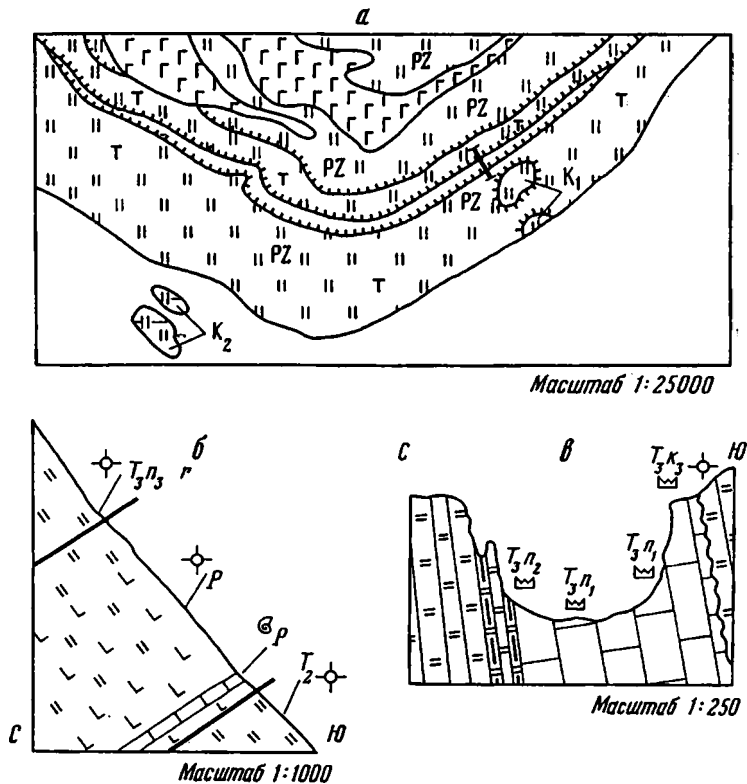 а
PZ
PZ
T
T
T
K₁
T
PZ
PZ
PZ
T
K₂
Масштаб 1:25000
б
T₃n₃ r
P
P
T₂
С Ю
Масштаб 1:1000
С в Ю
T₃к₃
T₃n₂ T₃n₁ T₃n₁
Масштаб 1:250